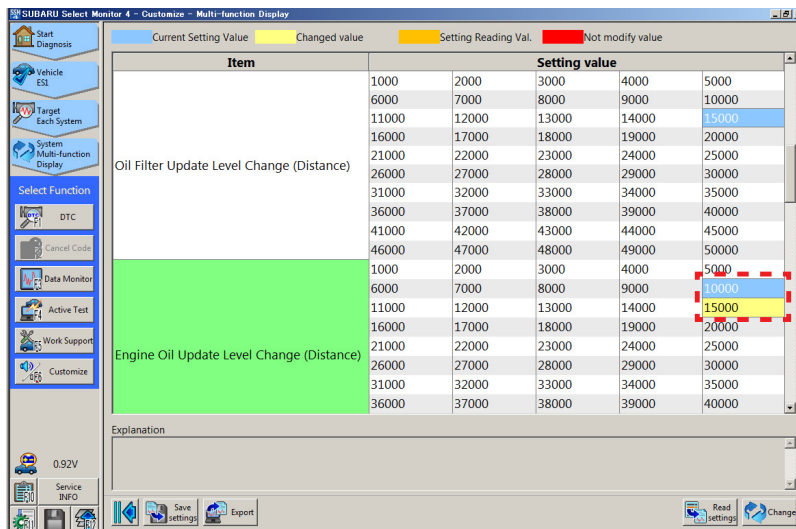 SUBARU Select Monitor 4 - Customize - Multi-function Display
Start
Diagnosis
Vehicle
ES1
Target
Each System
System
Multi-function
Display
Select Function
F1 DTC
Cancel Code
Data Monitor
F4 Active Test
F5 Work Support
F6 Customize
0.92V
F10 Service
INFO
F11
F12
Current Setting Value Changed value Setting Reading Val. Not modify value
Item Setting value
Oil Filter Update Level Change (Distance)
1000 2000 3000 4000 5000
6000 7000 8000 9000 10000
11000 12000 13000 14000 15000
16000 17000 18000 19000 20000
21000 22000 23000 24000 25000
26000 27000 28000 29000 30000
31000 32000 33000 34000 35000
36000 37000 38000 39000 40000
41000 42000 43000 44000 45000
46000 47000 48000 49000 50000
Engine Oil Update Level Change (Distance)
1000 2000 3000 4000 5000
6000 7000 8000 9000 10000
11000 12000 13000 14000 15000
16000 17000 18000 19000 20000
21000 22000 23000 24000 25000
26000 27000 28000 29000 30000
31000 32000 33000 34000 35000
36000 37000 38000 39000 40000
Explanation
Save
settings
Export
Read
settings
Change